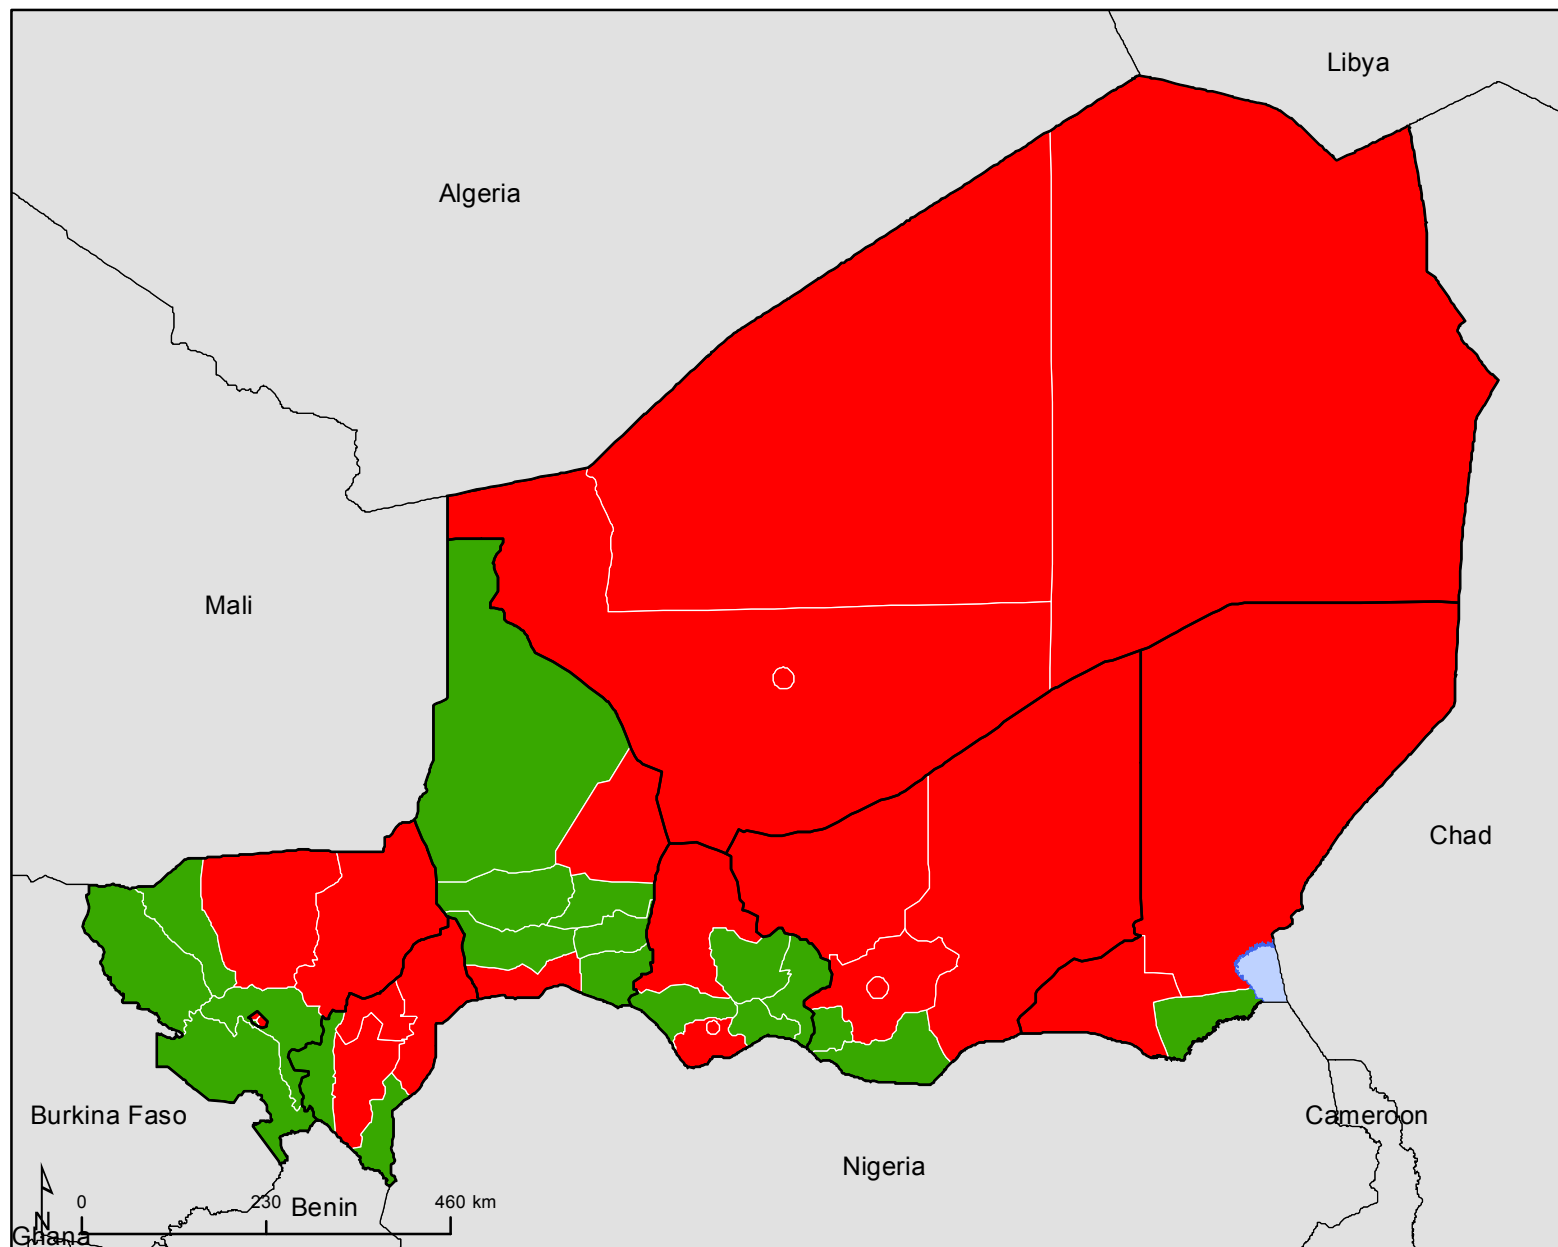 Libya
Algeria
Mali
Chad
Burkina Faso
Cameroon
Nigeria
0 230 460 km
Benin
N
Ghana